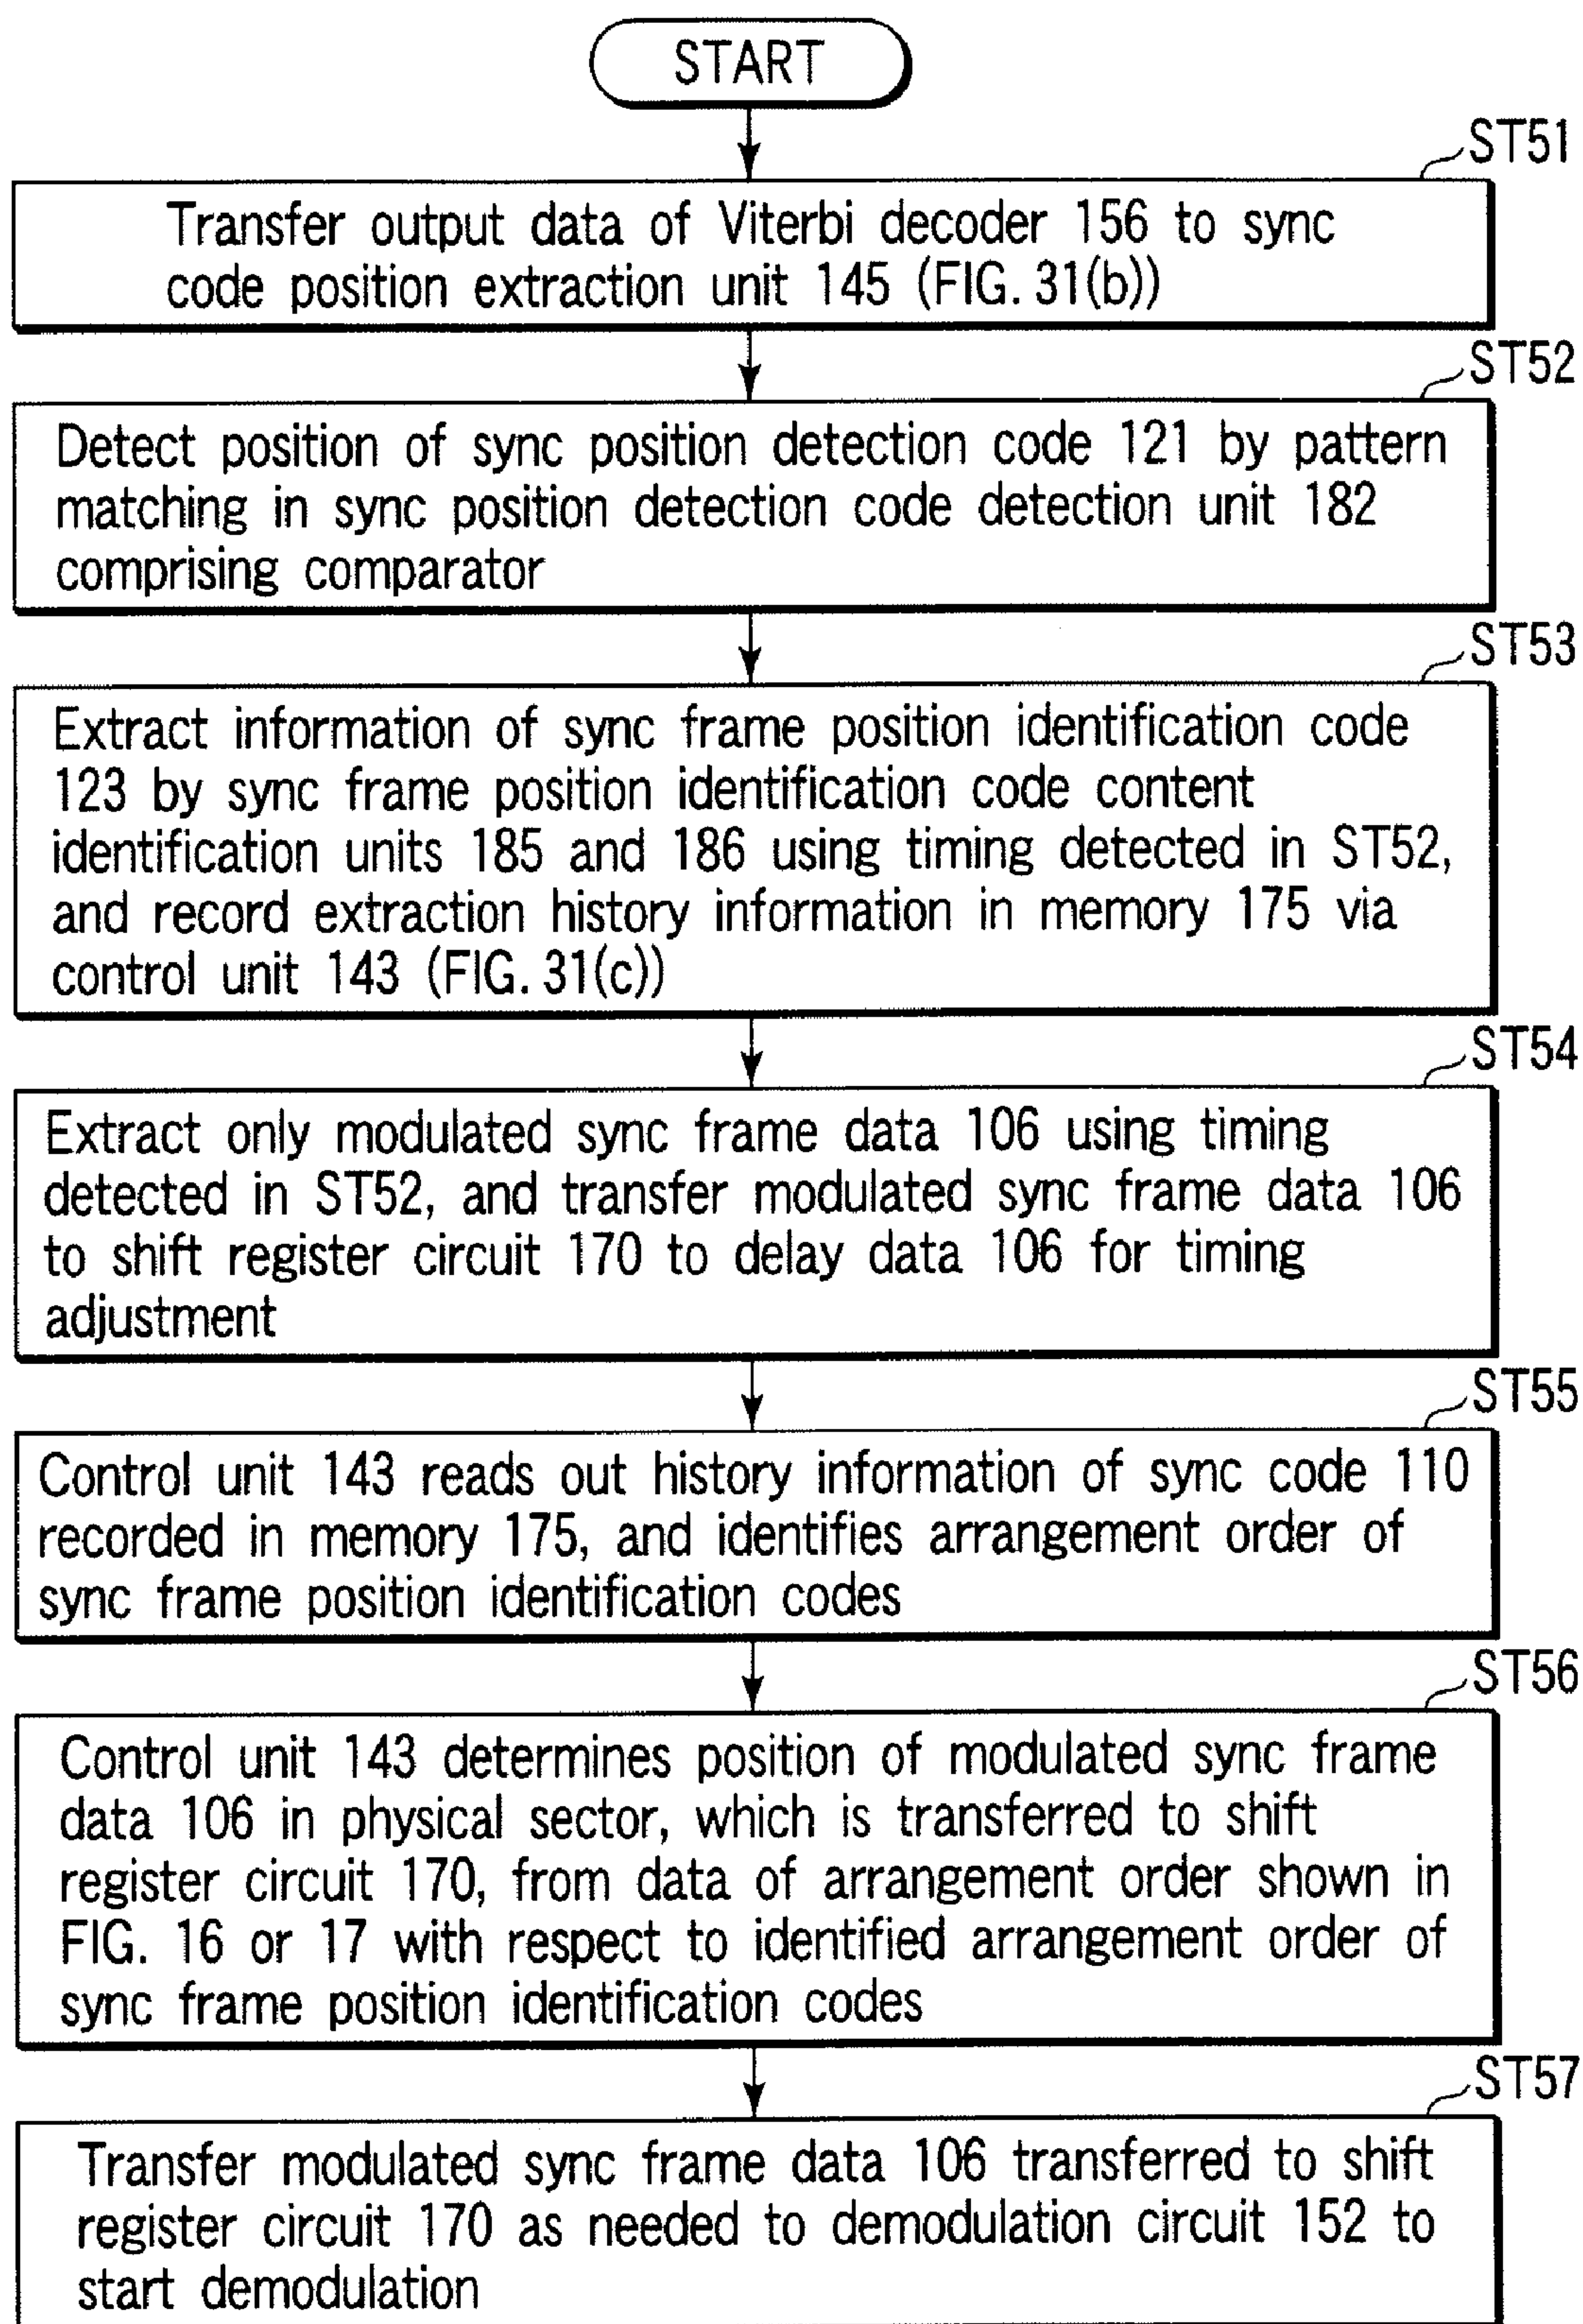 START
ST51
Transfer output data of Viterbi decoder 156 to sync
code position extraction unit 145 (FIG. 31(b))
ST52
Detect position of sync position detection code 121 by pattern
matching in sync position detection code detection unit 182
comprising comparator
ST53
Extract information of sync frame position identification code
123 by sync frame position identification code content
identification units 185 and 186 using timing detected in ST52,
and record extraction history information in memory 175 via
control unit 143 (FIG. 31(c))
ST54
Extract only modulated sync frame data 106 using timing
detected in ST52, and transfer modulated sync frame data 106
to shift register circuit 170 to delay data 106 for timing
adjustment
ST55
Control unit 143 reads out history information of sync code 110
recorded in memory 175, and identifies arrangement order of
sync frame position identification codes
ST56
Control unit 143 determines position of modulated sync frame
data 106 in physical sector, which is transferred to shift
register circuit 170, from data of arrangement order shown in
FIG. 16 or 17 with respect to identified arrangement order of
sync frame position identification codes
ST57
Transfer modulated sync frame data 106 transferred to shift
register circuit 170 as needed to demodulation circuit 152 to
start demodulation